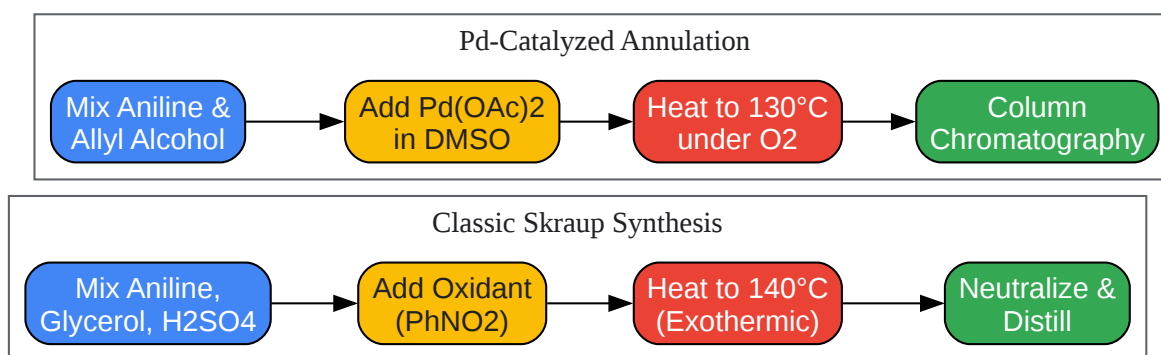 Pd-Catalyzed Annulation
Mix Aniline &
Allyl Alcohol
Add Pd(OAc)2
in DMSO
Heat to 130°C
under O2
Column
Chromatography
Classic Skraup Synthesis
Mix Aniline,
Glycerol, H2SO4
Add Oxidant
(PhNO2)
Heat to 140°C
(Exothermic)
Neutralize &
Distill